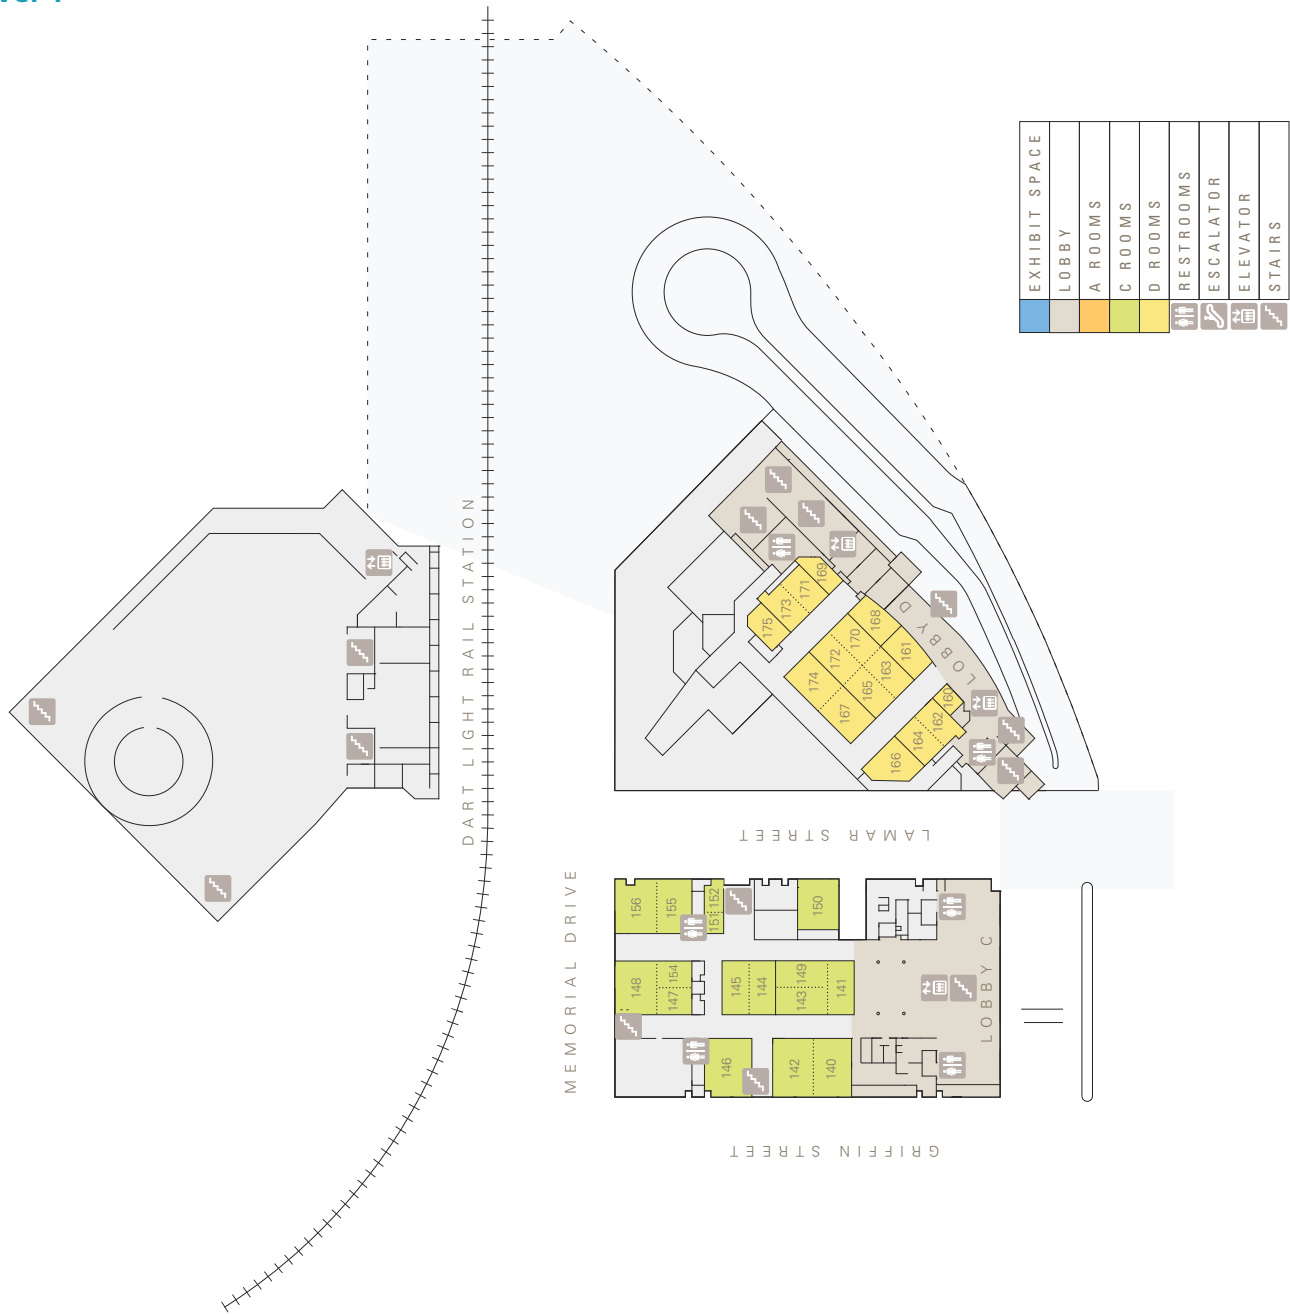 EXHIBIT SPACE
LOBBY
A ROOMS
C ROOMS
D ROOMS
RESTROOMS
ESCALATOR
ELEVATOR
STAIRS
DART LIGHT RAIL STATION
169
171
173
175
168
170
172
174
161
163
165
167
160
162
164
166
LOBBY D
LAMAR STREET
MEMORIAL DRIVE
156
155
152
151
150
148
154
147
145
144
149
143
141
146
142
140
LOBBY C
TE
GRIFFIN STREET